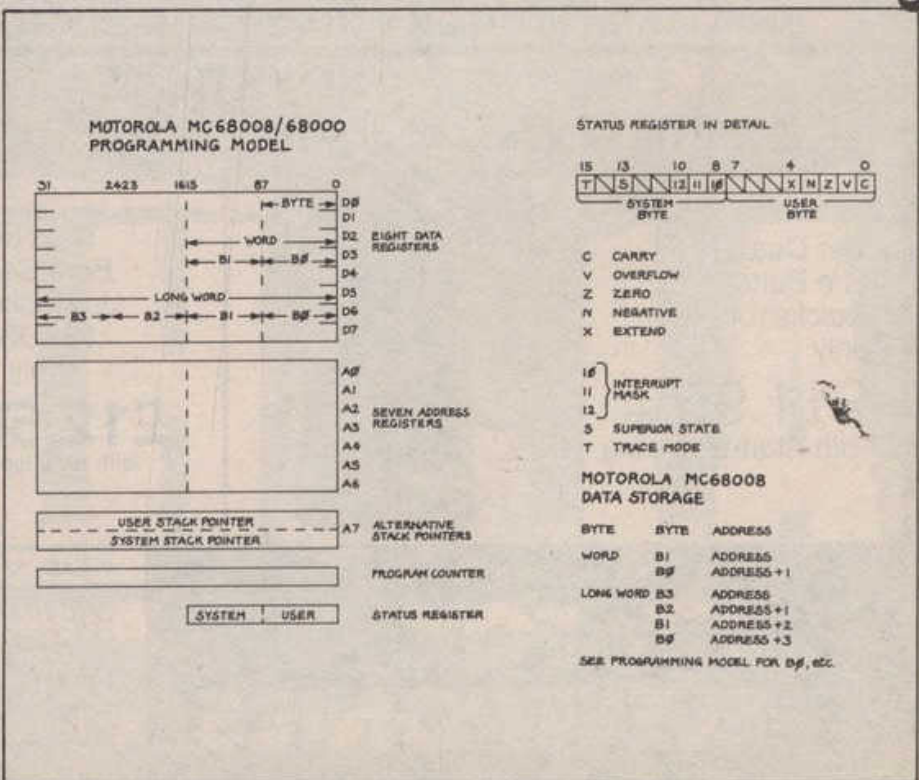 MOTOROLA MC68008/68000
PROGRAMMING MODEL
31 2423 1615 87 0
BYTE DØ
D1
WORD D2
B1 BØ D3
D4
LONG WORD D5
B3 B2 B1 BØ D6
D7
EIGHT DATA
REGISTERS
AØ
A1
A2
A3
A4
A5
A6
SEVEN ADDRESS
REGISTERS
USER STACK POINTER
SYSTEM STACK POINTER
A7
ALTERNATIVE
STACK POINTERS
PROGRAM COUNTER
SYSTEM USER STATUS REGISTER
STATUS REGISTER IN DETAIL
15 13 10 8 7 4 0
T S 12 11 1Ø X N Z V C
SYSTEM
BYTE
USER
BYTE
C CARRY
V OVERFLOW
Z ZERO
N NEGATIVE
X EXTEND
1Ø
11
12
INTERRUPT
MASK
S SUPERIOR STATE
T TRACE MODE
MOTOROLA MC68008
DATA STORAGE
BYTE BYTE ADDRESS
WORD B1 ADDRESS
BØ ADDRESS+1
LONG WORD B3 ADDRESS
B2 ADDRESS+1
B1 ADDRESS+2
BØ ADDRESS+3
SEE PROGRAMMING MODEL FOR BØ, etc.